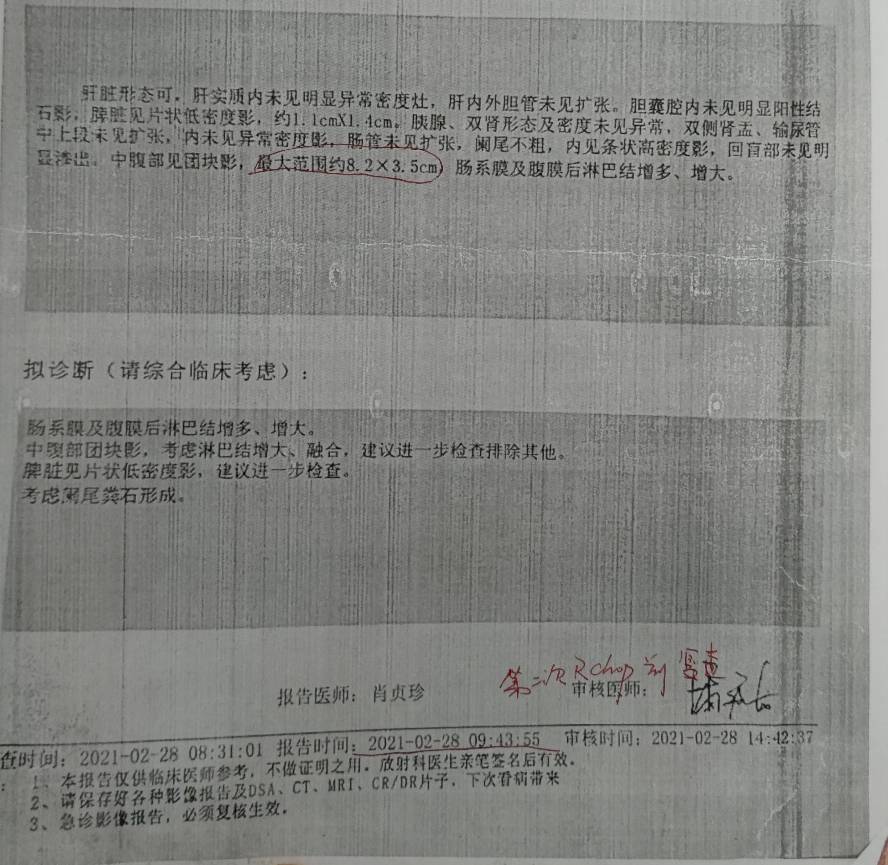 肝脏形态可，肝实质内未见明显异常密度灶，肝内外胆管未见扩张。胆囊腔内未见明显阳性结
石影，脾脏见片状低密度影，约1.1cmX1.4cm。胰腺、双肾形态及密度未见异常，双侧肾盂、输尿管
中上段未见扩张，内未见异常密度影，肠管未见扩张，阑尾不粗，内见条状高密度影，回盲部未见明
显渗出。中腹部见团块影，最大范围约8.2×3.5cm，肠系膜及腹膜后淋巴结增多、增大。
拟诊断（请综合临床考虑）：
肠系膜及腹膜后淋巴结增多、增大。
中腹部团块影，考虑淋巴结增大、融合，建议进一步检查排除其他。
脾脏见片状低密度影，建议进一步检查。
考虑阑尾粪石形成。
第二次RChop前复查
报告医师：肖贞珍 审核医师：
查时间：2021-02-28 08:31:01 报告时间：2021-02-28 09:43:55 审核时间：2021-02-28 14:42:37
：1、本报告仅供临床医师参考，不做证明之用。放射科医生亲笔签名后有效。
2、请保存好各种影像报告及DSA、CT、MRI、CR/DR片子，下次看病带来
3、急诊影像报告，必须复核生效。